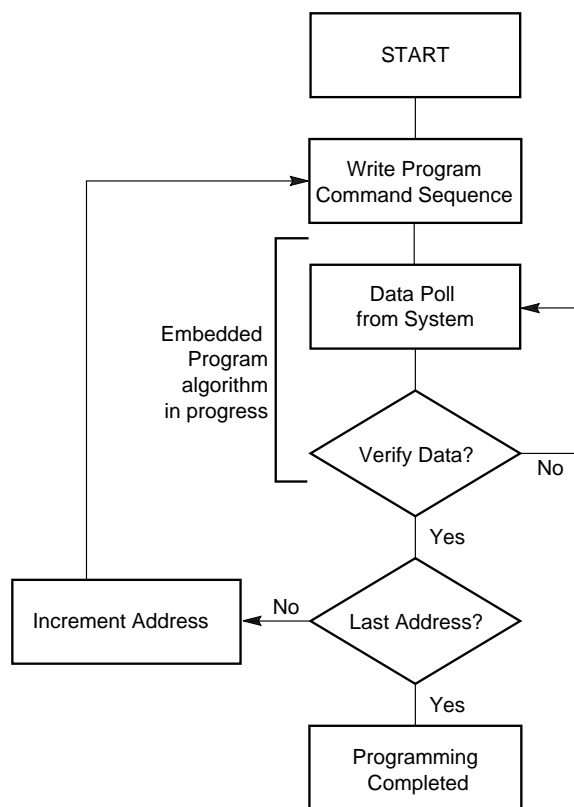 START
Write Program
Command Sequence
Data Poll
from System
Embedded
Program
algorithm
in progress
Verify Data?
No
Yes
Increment Address
No
Last Address?
Yes
Programming
Completed